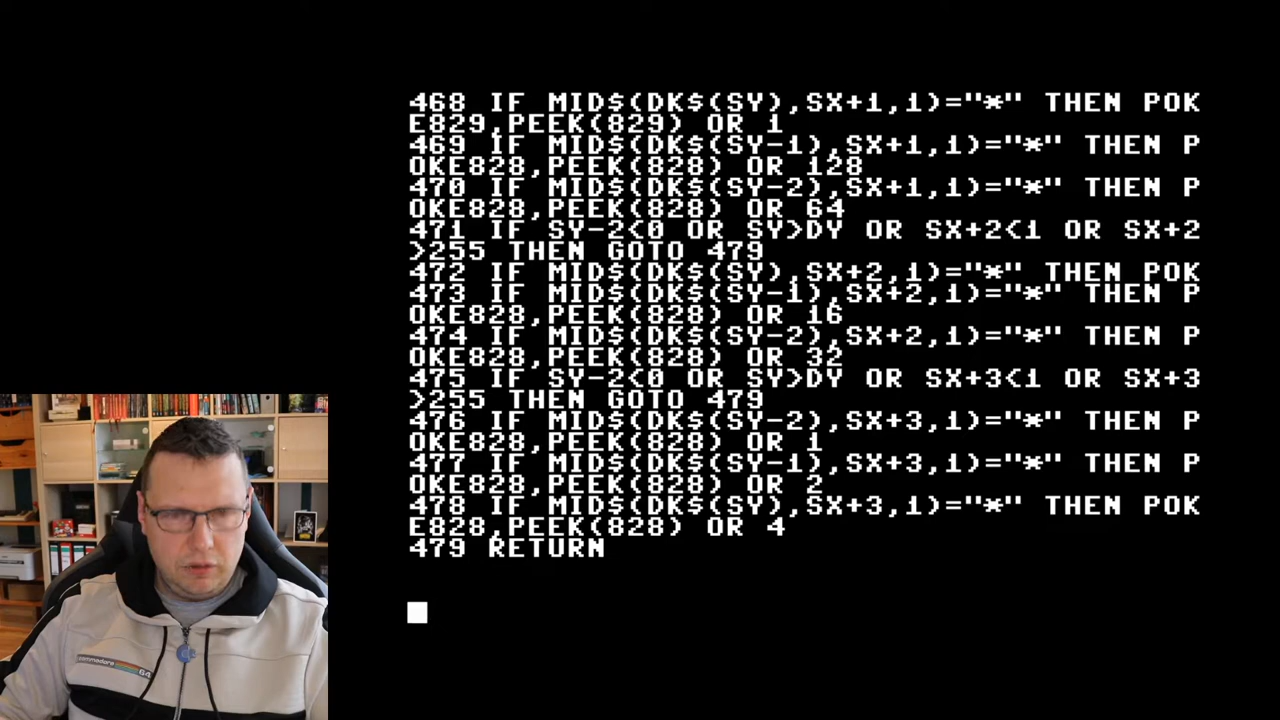 468 IF MID$(DK$(SY),SX+1,1)="*" THEN POK
E829,PEEK(829) OR 1
469 IF MID$(DK$(SY-1),SX+1,1)="*" THEN P
OKE828,PEEK(828) OR 128
470 IF MID$(DK$(SY-2),SX+1,1)="*" THEN P
OKE828,PEEK(828) OR 64
471 IF SY-2<0 OR SY>DY OR SX+2<1 OR SX+2
>255 THEN GOTO 479
472 IF MID$(DK$(SY),SX+2,1)="*" THEN POK
473 IF MID$(DK$(SY-1),SX+2,1)="*" THEN P
OKE828,PEEK(828) OR 16
474 IF MID$(DK$(SY-2),SX+2,1)="*" THEN P
OKE828,PEEK(828) OR 32
475 IF SY-2<0 OR SY>DY OR SX+3<1 OR SX+3
>255 THEN GOTO 479
476 IF MID$(DK$(SY-2),SX+3,1)="*" THEN P
OKE828,PEEK(828) OR 1
477 IF MID$(DK$(SY-1),SX+3,1)="*" THEN P
OKE828,PEEK(828) OR 2
478 IF MID$(DK$(SY),SX+3,1)="*" THEN POK
E828,PEEK(828) OR 4
479 RETURN
commodore
64